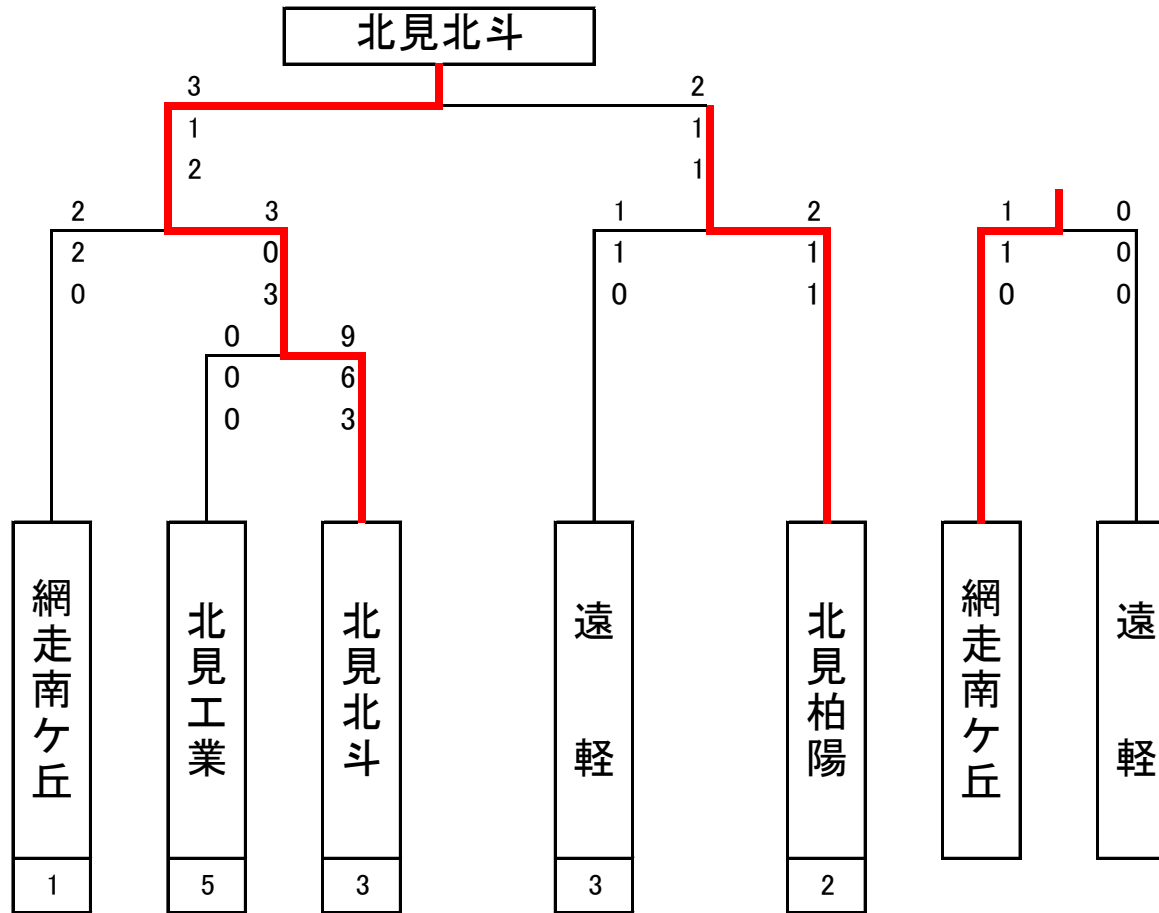 北見北斗
3 2
1 1
2 1
2 3 1 2 1 0
2 0 1 1 1 0
0 3 0 1 0 0
0 9
0 6
0 3
網走南ケ丘
北見工業
北見北斗
遠軽
北見柏陽
網走南ケ丘
遠軽
1 5 3 3 2